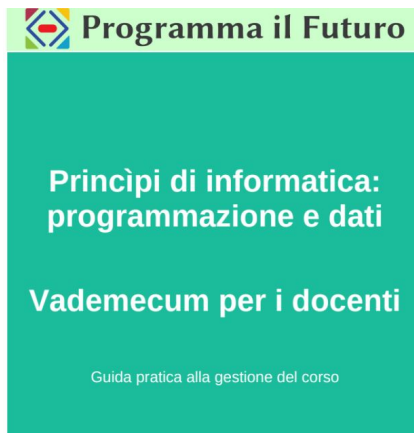 Programma il Futuro
Princìpi di informatica:
programmazione e dati
Vademecum per i docenti
Guida pratica alla gestione del corso